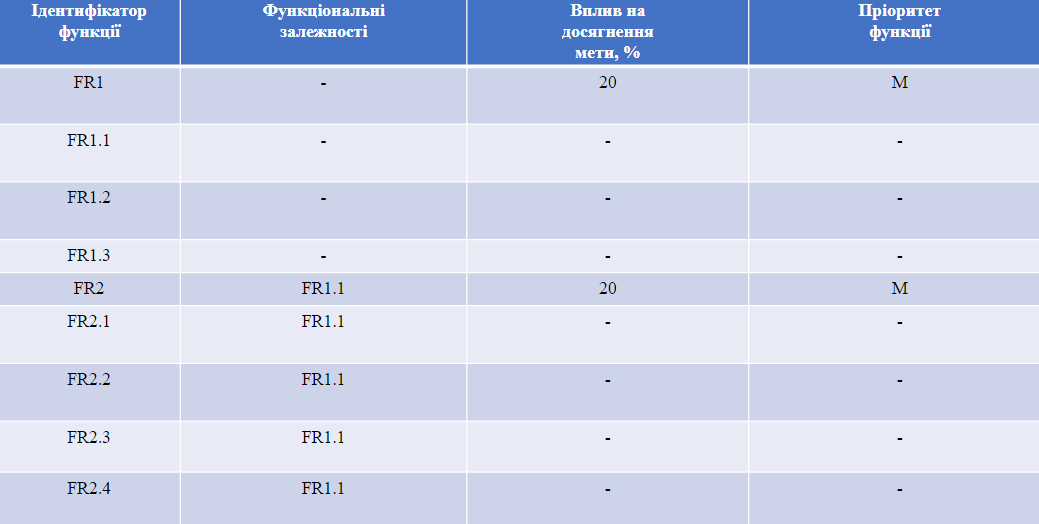 Ідентифікатор функції | Функціональні залежності | Вплив на досягнення мети, % | Пріоритет функції
FR1 | - | 20 | M
FR1.1 | - | - | -
FR1.2 | - | - | -
FR1.3 | - | - | -
FR2 | FR1.1 | 20 | M
FR2.1 | FR1.1 | - | -
FR2.2 | FR1.1 | - | -
FR2.3 | FR1.1 | - | -
FR2.4 | FR1.1 | - | -